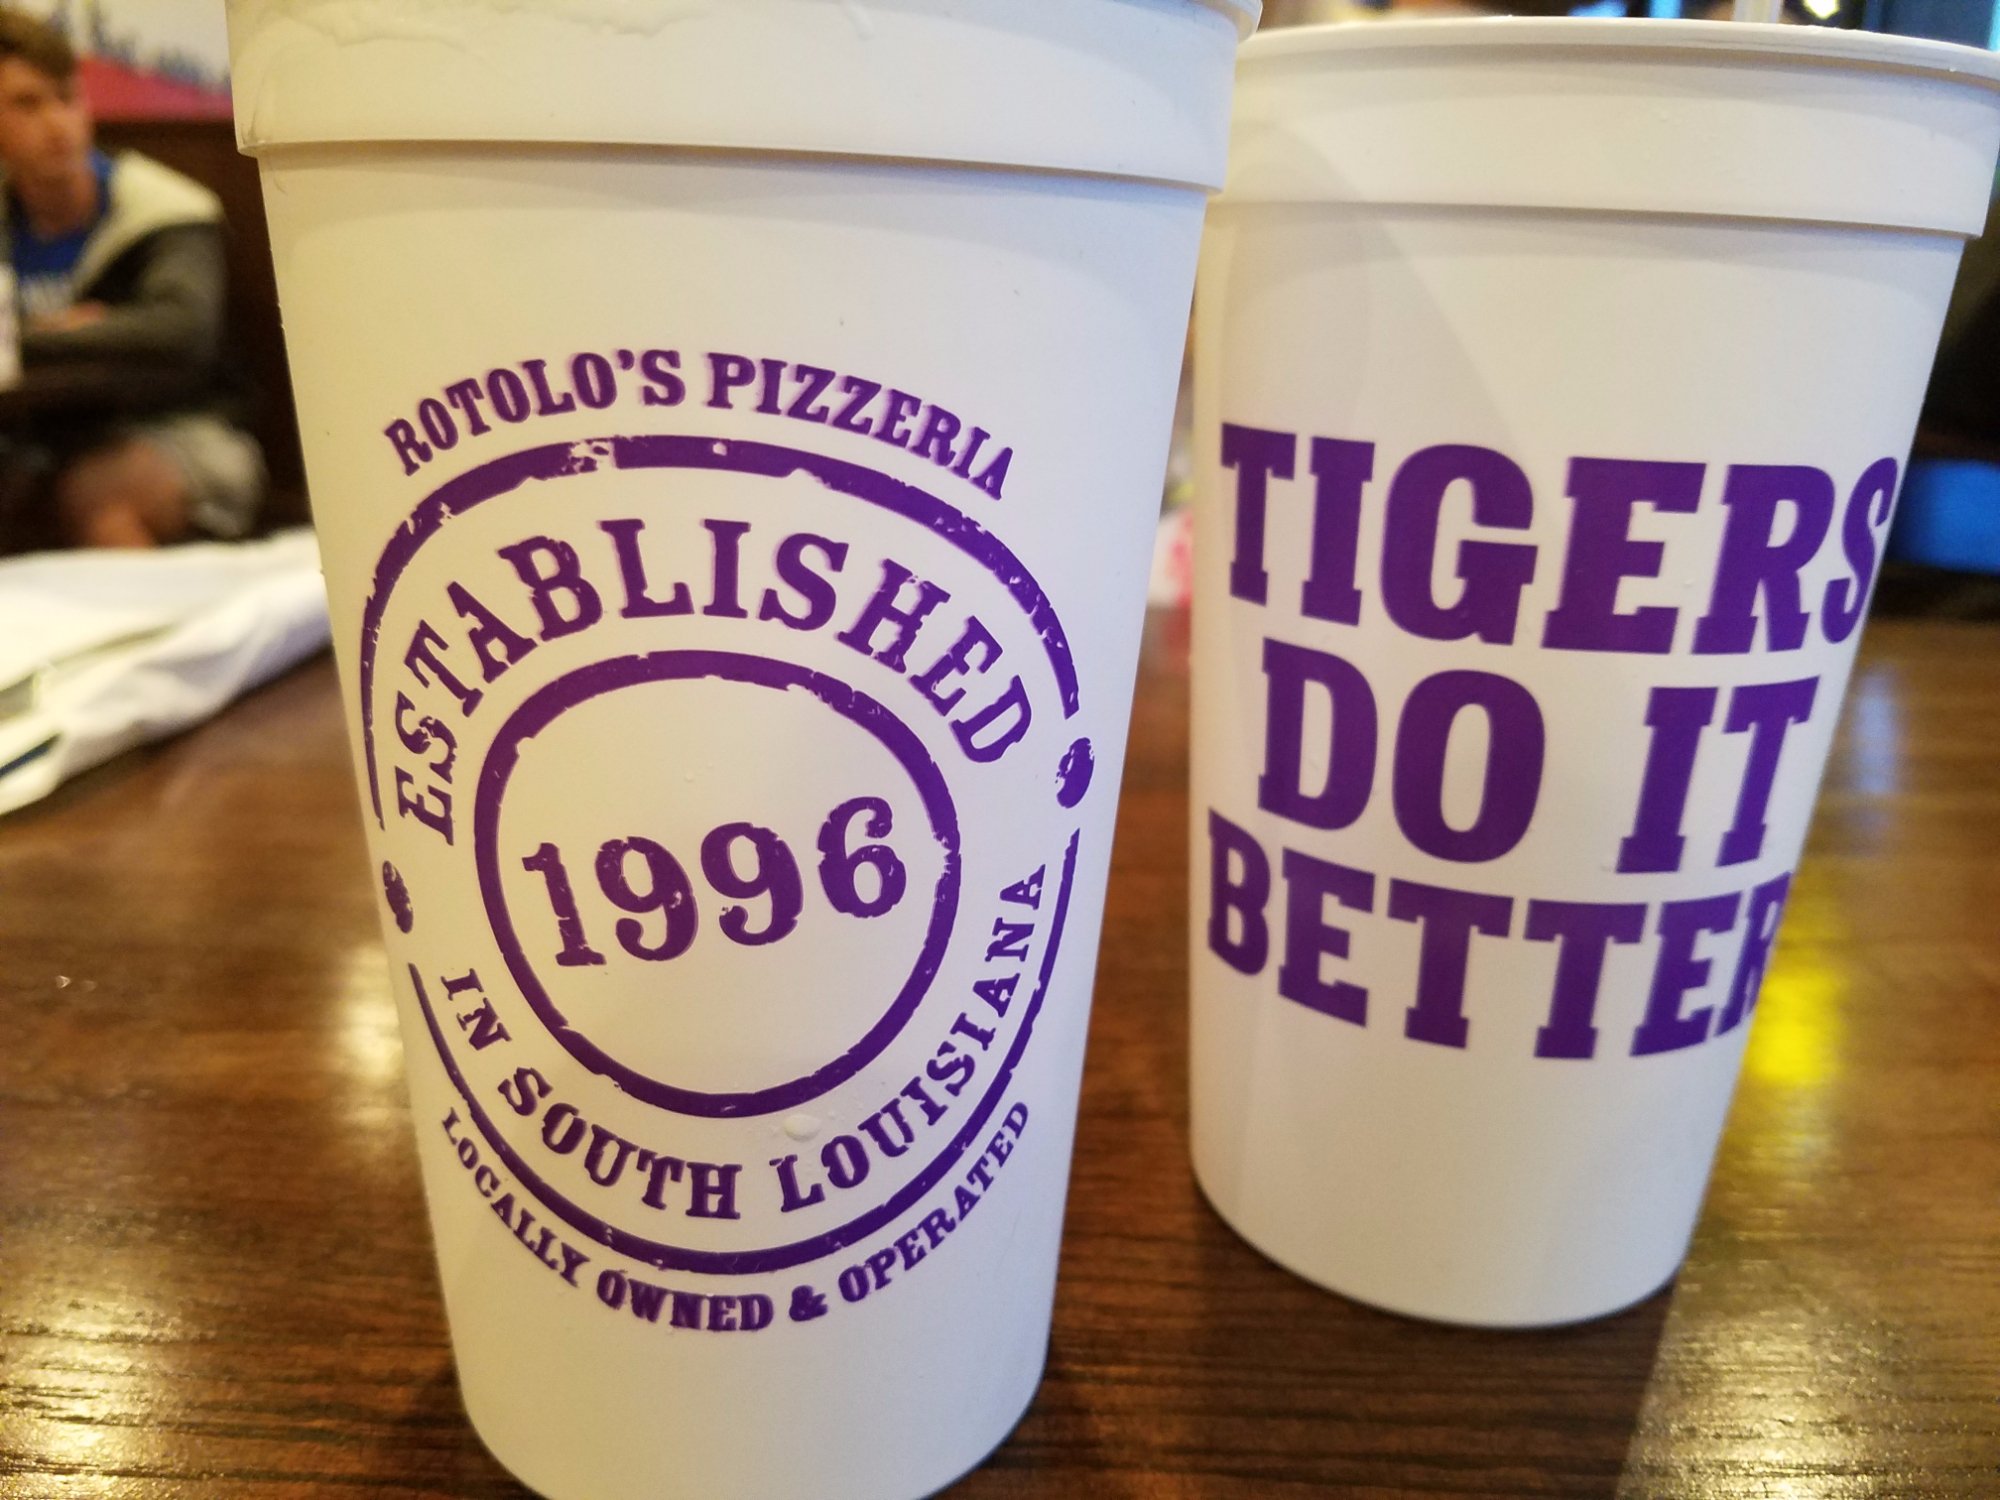 ROTOLO'S PIZZERIA
ESTABLISHED
1996
IN SOUTH LOUISIANA
LOCALLY OWNED & OPERATED
TIGERS
DO IT
BETTER